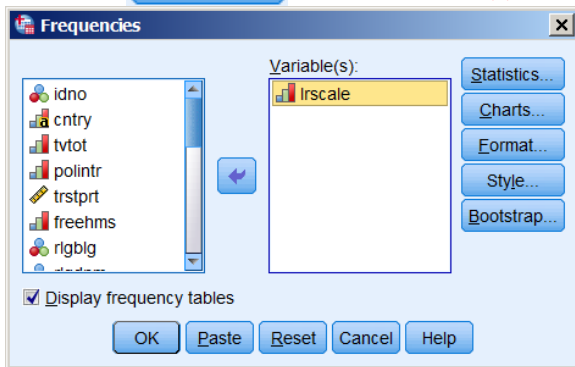 Frequencies
Variable(s):
idno
cntry
tvtot
polintr
trstprt
freehms
rlgblg
lrscale
Statistics...
Charts...
Format...
Style...
Bootstrap...
Display frequency tables
OK Paste Reset Cancel Help